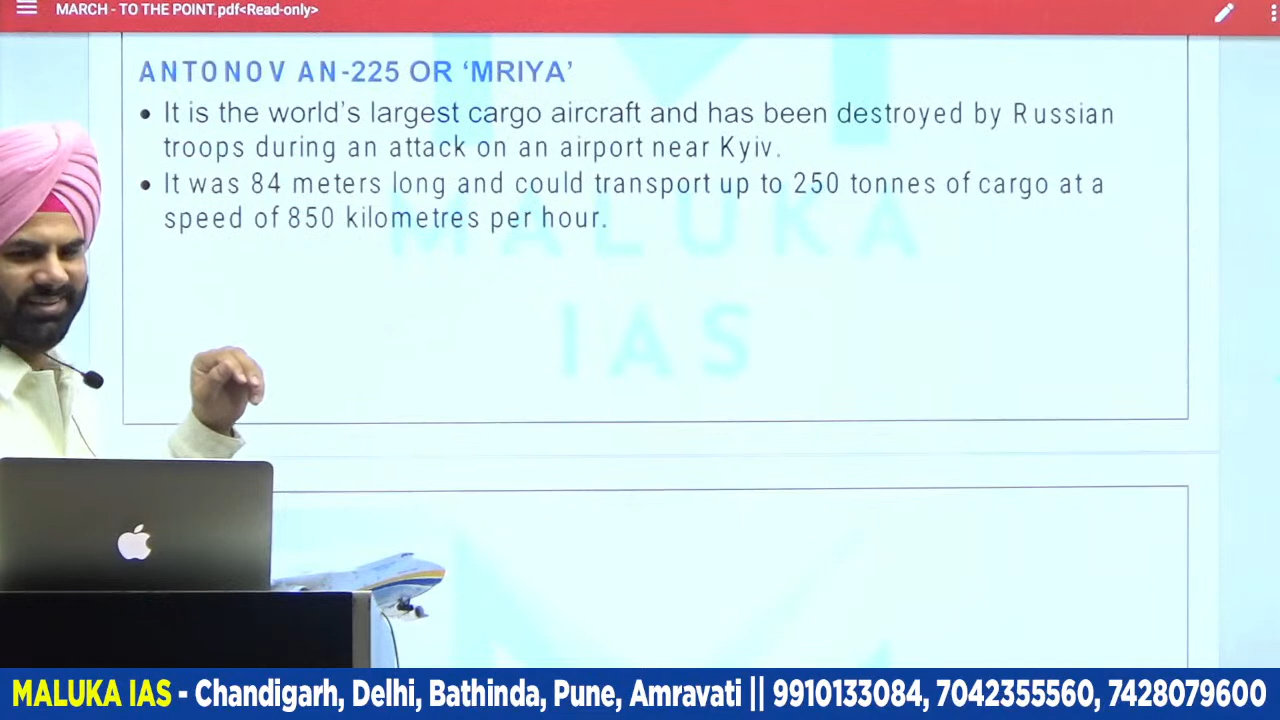 MARCH - TO THE POINT.pdf<Read-only>
ANTONOV AN-225 OR ‘MRIYA’
• It is the world’s largest cargo aircraft and has been destroyed by Russian
troops during an attack on an airport near Kyiv.
• It was 84 meters long and could transport up to 250 tonnes of cargo at a
speed of 850 kilometres per hour.
MALUKA
IAS
MALUKA IAS - Chandigarh, Delhi, Bathinda, Pune, Amravati || 9910133084, 7042355560, 7428079600